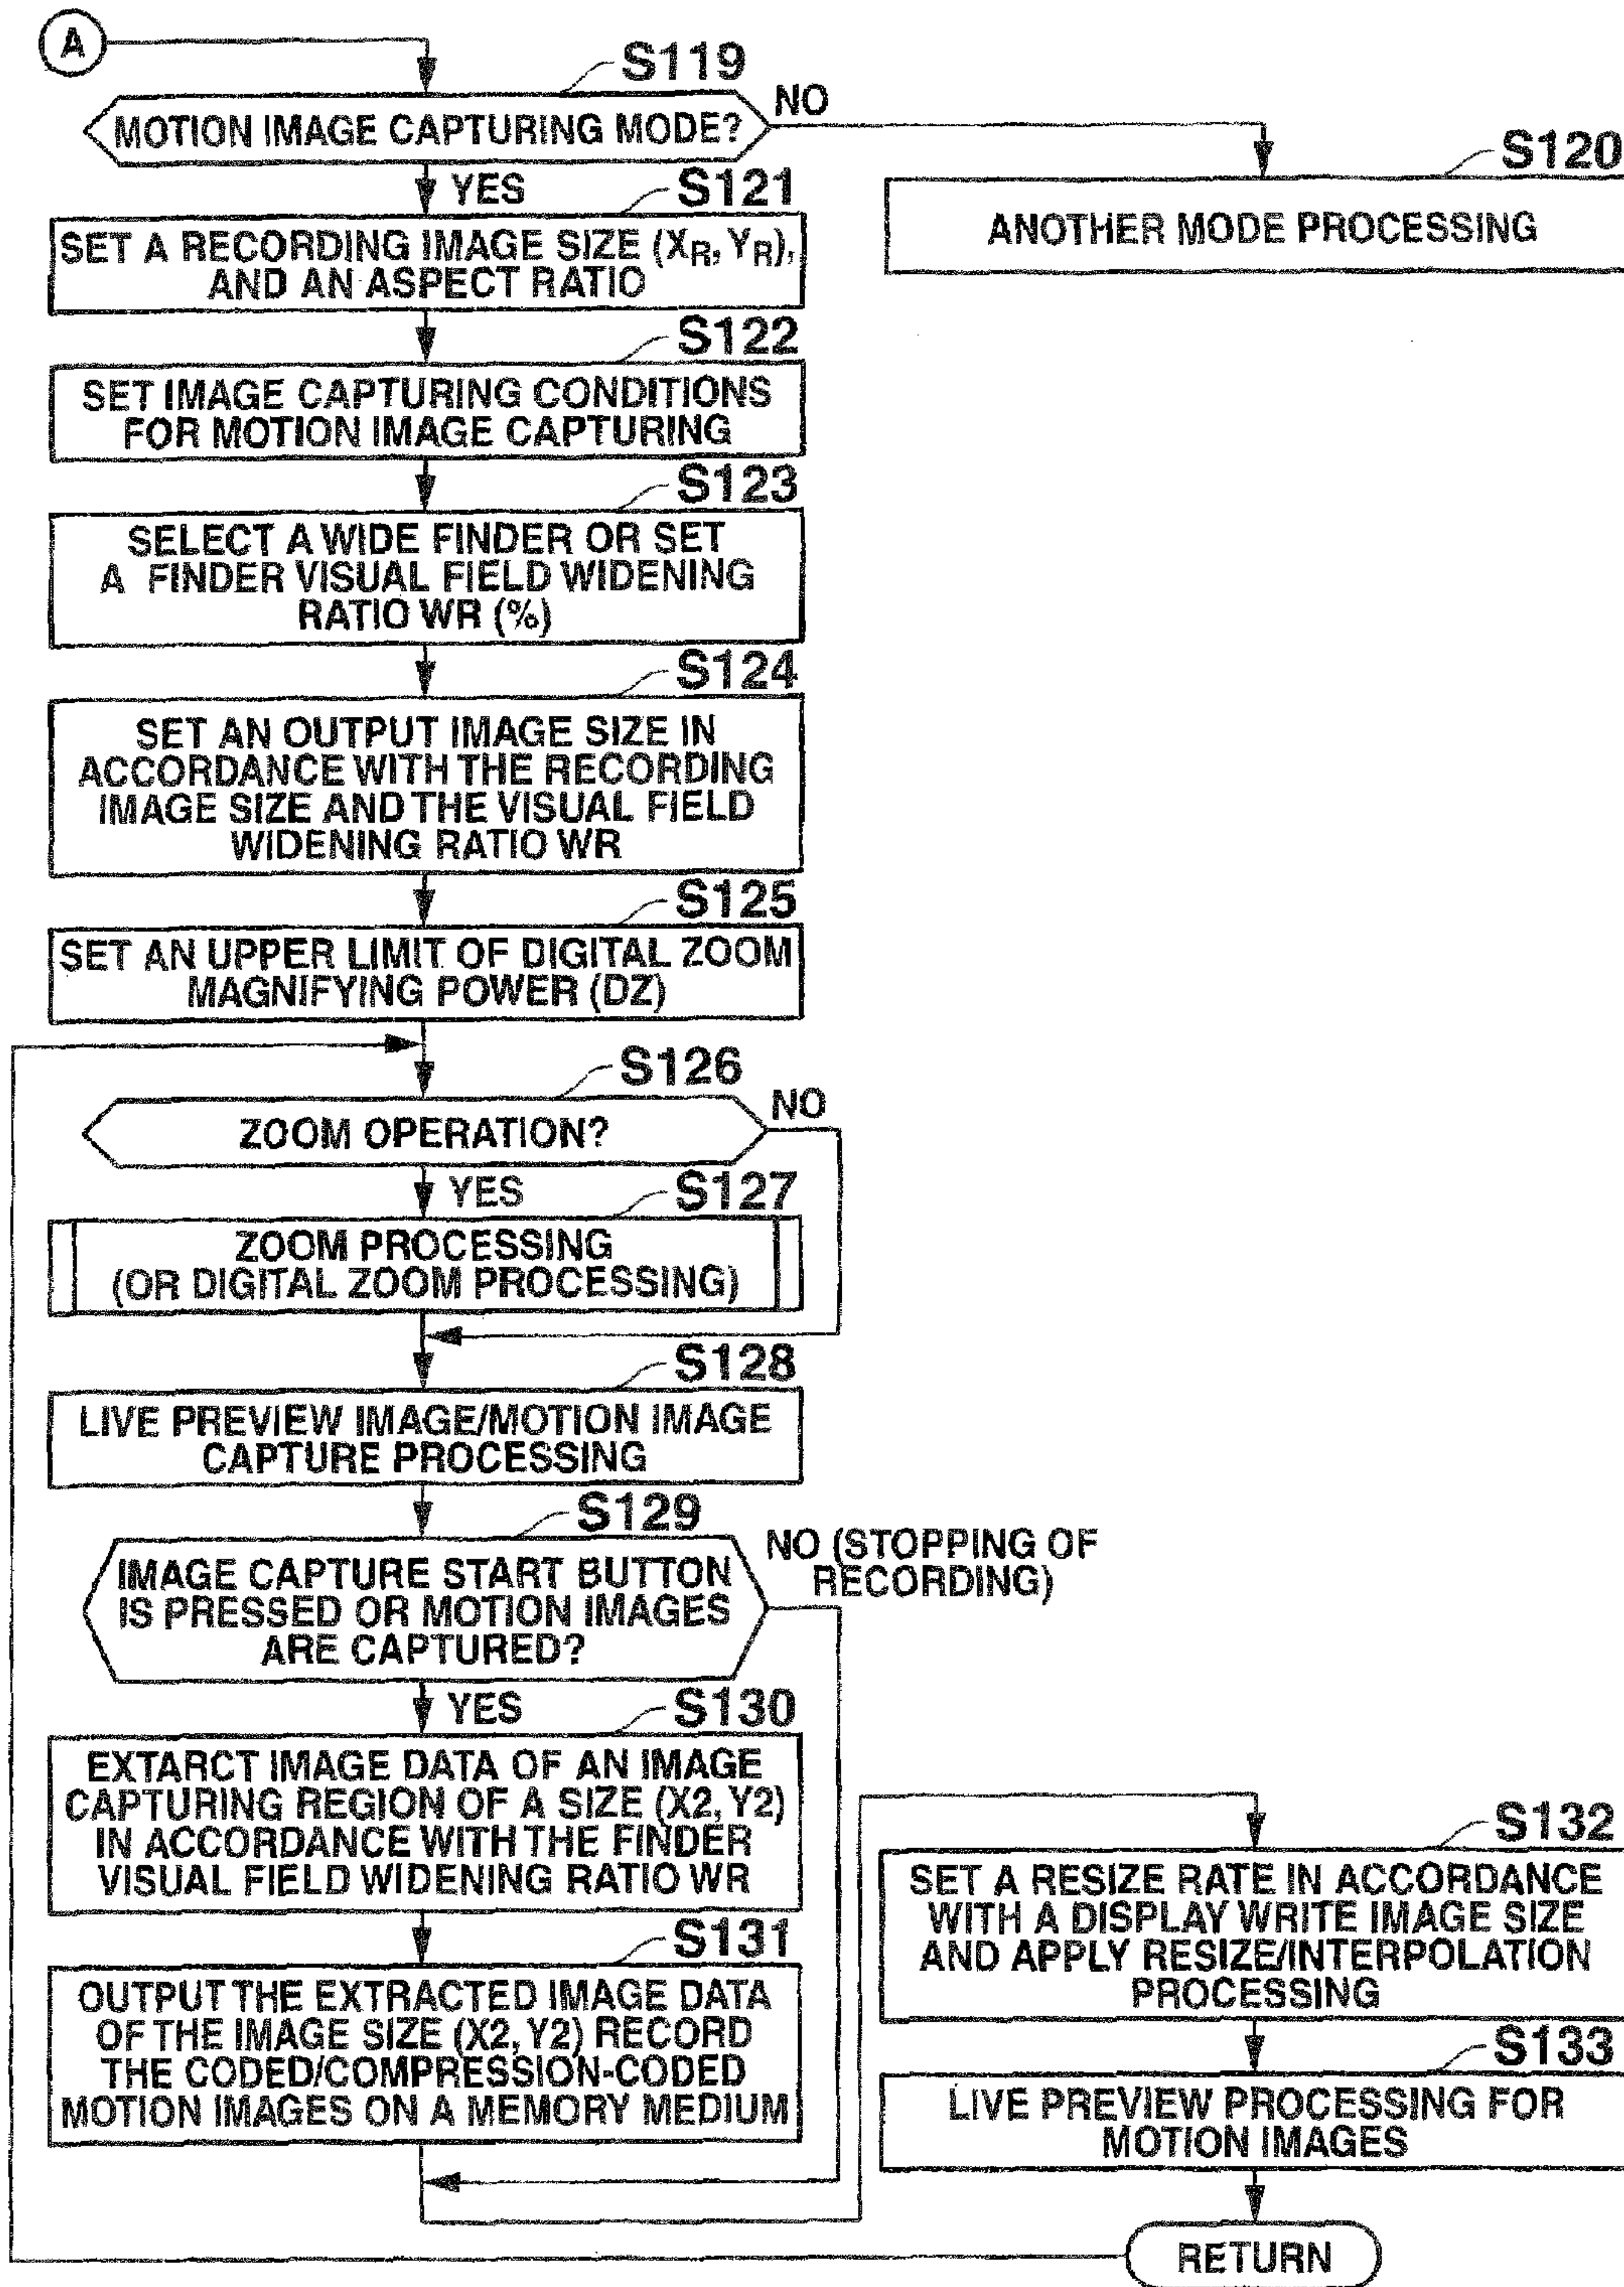 A
S119
MOTION IMAGE CAPTURING MODE?
NO
YES
S120
ANOTHER MODE PROCESSING
S121
SET A RECORDING IMAGE SIZE (XR, YR),
AND AN ASPECT RATIO
S122
SET IMAGE CAPTURING CONDITIONS
FOR MOTION IMAGE CAPTURING
S123
SELECT A WIDE FINDER OR SET
A FINDER VISUAL FIELD WIDENING
RATIO WR (%)
S124
SET AN OUTPUT IMAGE SIZE IN
ACCORDANCE WITH THE RECORDING
IMAGE SIZE AND THE VISUAL FIELD
WIDENING RATIO WR
S125
SET AN UPPER LIMIT OF DIGITAL ZOOM
MAGNIFYING POWER (DZ)
S126
ZOOM OPERATION?
NO
YES
S127
ZOOM PROCESSING
(OR DIGITAL ZOOM PROCESSING)
S128
LIVE PREVIEW IMAGE/MOTION IMAGE
CAPTURE PROCESSING
S129
IMAGE CAPTURE START BUTTON
IS PRESSED OR MOTION IMAGES
ARE CAPTURED?
NO (STOPPING OF
RECORDING)
YES
S130
EXTARCT IMAGE DATA OF AN IMAGE
CAPTURING REGION OF A SIZE (X2, Y2)
IN ACCORDANCE WITH THE FINDER
VISUAL FIELD WIDENING RATIO WR
S131
OUTPUT THE EXTRACTED IMAGE DATA
OF THE IMAGE SIZE (X2, Y2) RECORD
THE CODED/COMPRESSION-CODED
MOTION IMAGES ON A MEMORY MEDIUM
S132
SET A RESIZE RATE IN ACCORDANCE
WITH A DISPLAY WRITE IMAGE SIZE
AND APPLY RESIZE/INTERPOLATION
PROCESSING
S133
LIVE PREVIEW PROCESSING FOR
MOTION IMAGES
RETURN